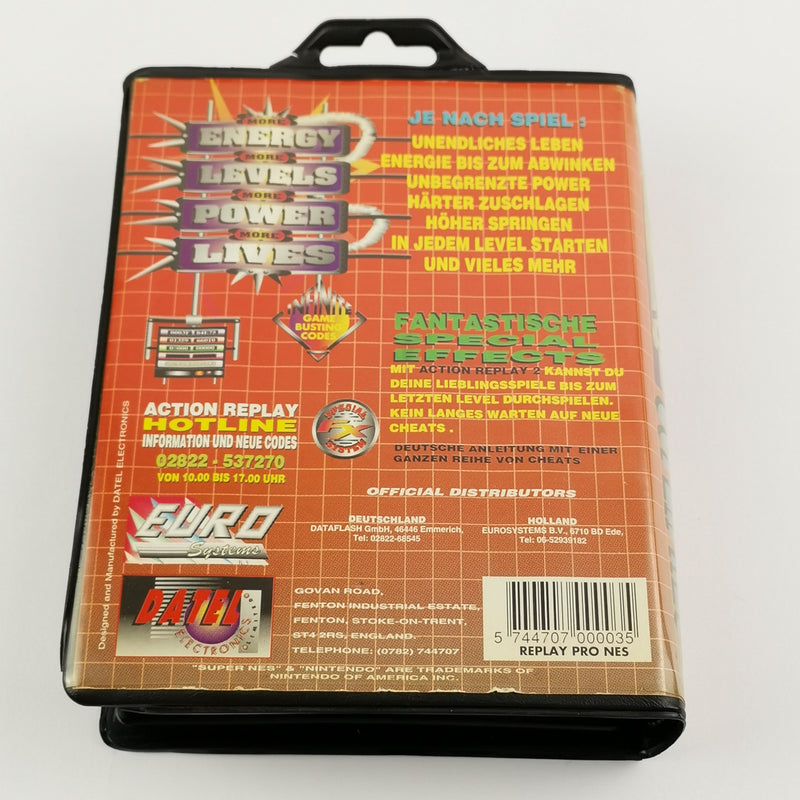 MORE
ENERGY
MORE
LEVELS
MORE
POWER
MORE
LIVES
INFINITE
GAME
BUSTING
CODES
JE NACH SPIEL :
UNENDLICHES LEBEN
ENERGIE BIS ZUM ABWINKEN
UNBEGRENZTE POWER
HÄRTER ZUSCHLAGEN
HÖHER SPRINGEN
IN JEDEM LEVEL STARTEN
UND VIELES MEHR
FANTASTISCHE
SPECIAL
EFFECTS
MIT ACTION REPLAY 2 KANNST DU
DEINE LIEBLINGSSPIELE BIS ZUM
LETZTEN LEVEL DURCHSPIELEN.
KEIN LANGES WARTEN AUF NEUE
CHEATS .
DEUTSCHE ANLEITUNG MIT EINER
GANZEN REIHE VON CHEATS
ACTION REPLAY
HOTLINE
INFORMATION UND NEUE CODES
02822 - 537270
VON 10.00 BIS 17.00 UHR
SPECIAL
FX
SYSTEM
OFFICIAL DISTRIBUTORS
DEUTSCHLAND
DATAFLASH GmbH, 46446 Emmerich,
Tel: 02822-68545
HOLLAND
EUROSYSTEMS B.V., 6710 BD Ede,
Tel: 06-52939182
EURO
Systems
Designed and Manufactured by DATEL ELECTRONICS
DATEL
ELECTRONICS
LIMITED
GOVAN ROAD,
FENTON INDUSTRIAL ESTATE,
FENTON, STOKE-ON-TRENT,
ST4 2RS, ENGLAND.
TELEPHONE: (0782) 744707
5 744707 000035
REPLAY PRO NES
"SUPER NES" & "NINTENDO" ARE TRADEMARKS OF
NINTENDO OF AMERICA INC.